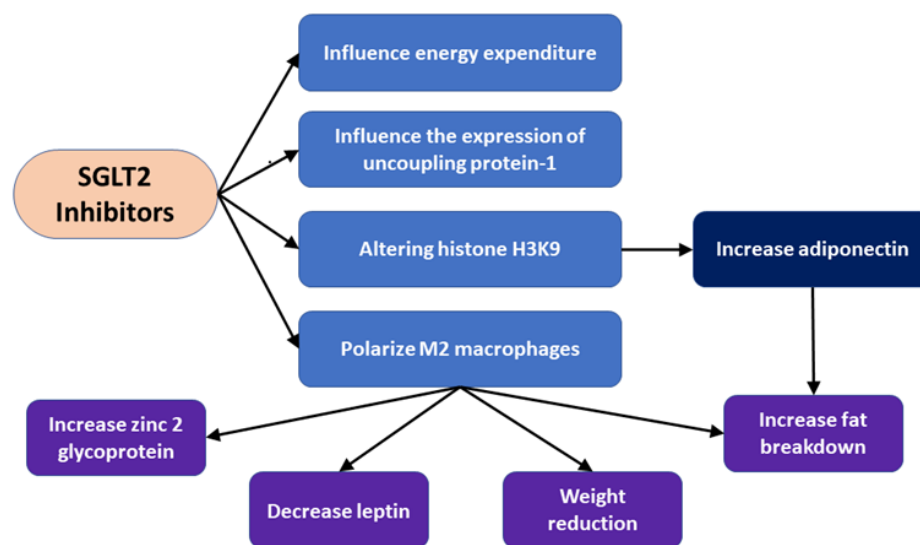 Influence energy expenditure
Influence the expression of
uncoupling protein-1
SGLT2
Inhibitors
Altering histone H3K9
Increase adiponectin
Polarize M2 macrophages
Increase zinc 2
glycoprotein
Increase fat
breakdown
Decrease leptin
Weight
reduction